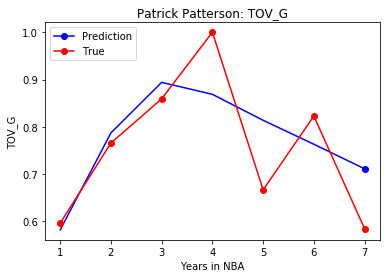 Patrick Patterson: TOV_G
Prediction
True
1.0
0.9
0.8
0.7
0.6
TOV_G
1 2 3 4 5 6 7
Years in NBA